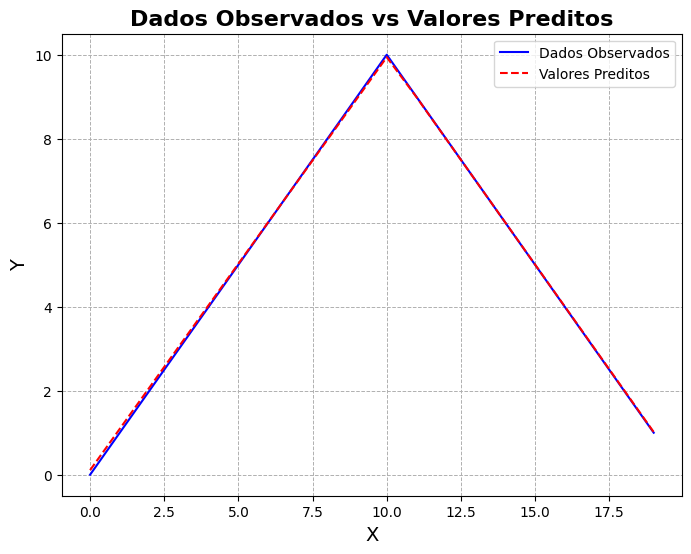 Dados Observados vs Valores Preditos
Dados Observados
Valores Preditos
Y
10
8
6
4
2
0
0.0 2.5 5.0 7.5 10.0 12.5 15.0 17.5
X